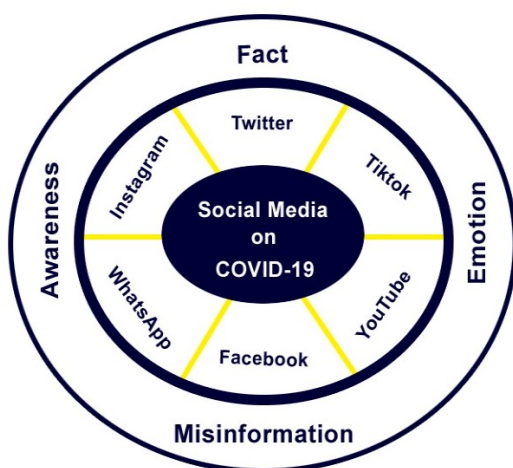 Fact
Twitter
Instagram
Tiktok
Awareness
Social Media
on
COVID-19
Emotion
WhatsApp
YouTube
Facebook
Misinformation